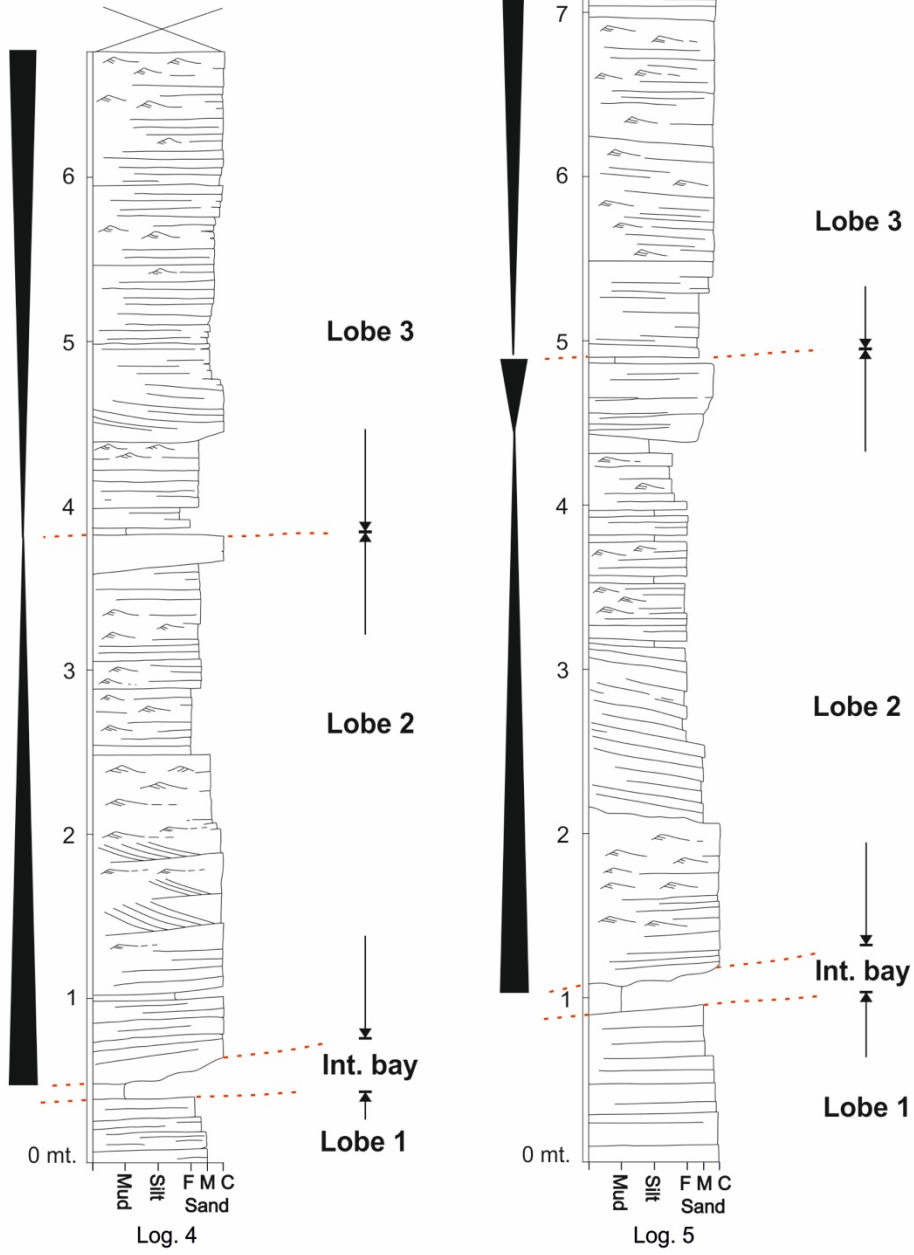 6
5
4
3
2
1
0 mt.
Lobe 3
Lobe 2
Int. bay
Lobe 1
Mud
Silt
F M C
Sand
Log. 4
7
6
5
4
3
2
1
0 mt.
Lobe 3
Lobe 2
Int. bay
Lobe 1
Mud
Silt
F M C
Sand
Log. 5